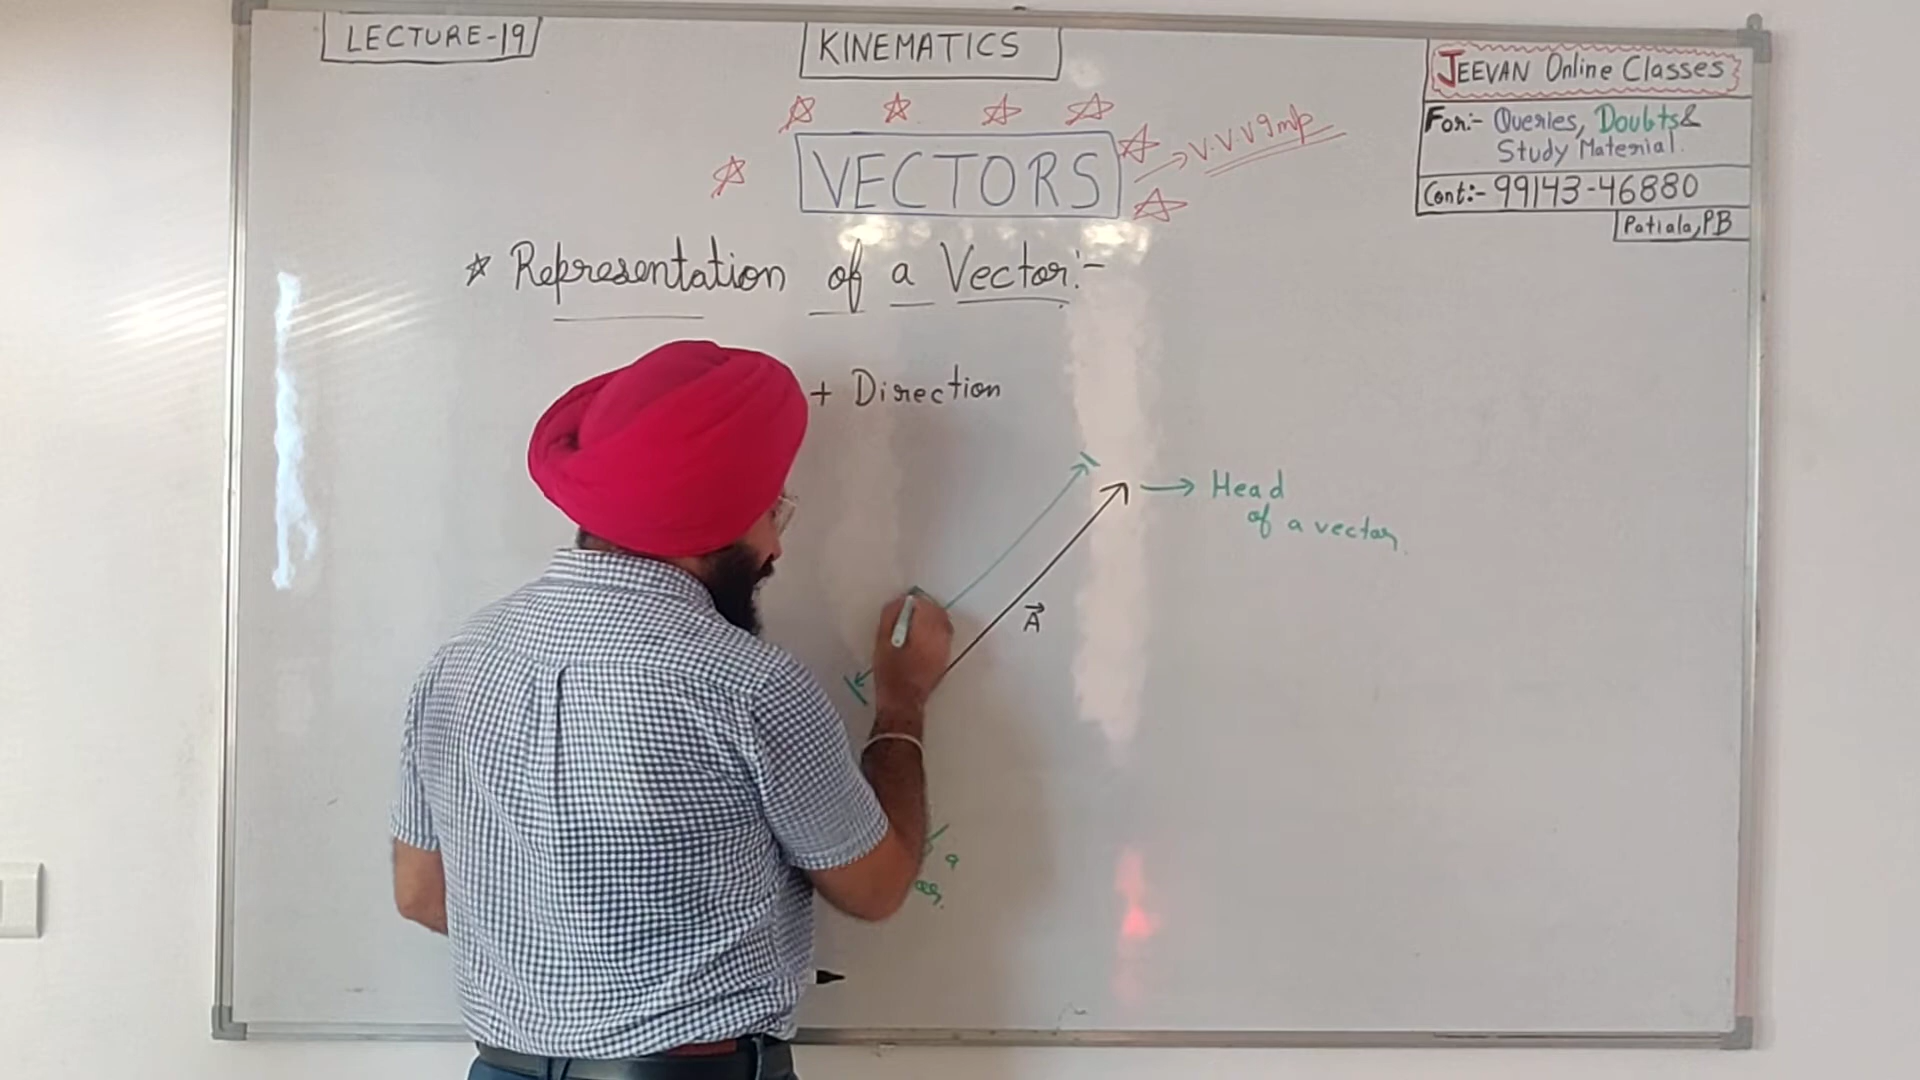 LECTURE-19
KINEMATICS
JEEVAN Online Classes
For:- Queries, Doubts &
Study Material.
Cont:- 99143-46880
Patiala, PB
VECTORS
V.V.V Imp
Representation of a Vector:-
+ Direction
Head
of a vector.
A